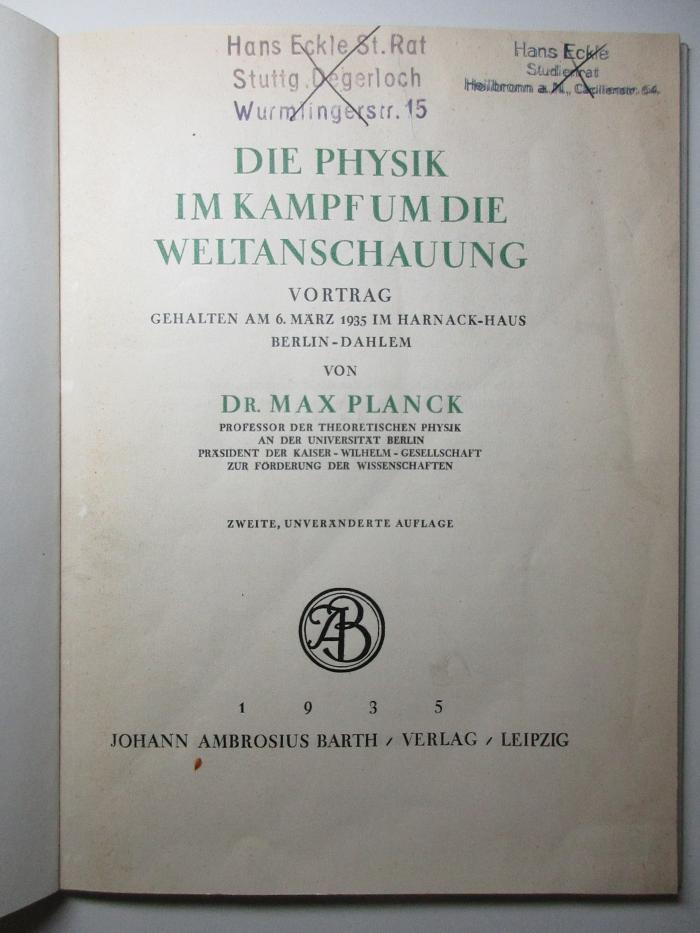 Hans Eckle St. Rat
Stuttg. Degerloch
Wurmlingerstr. 15
Hans Eckle
Studienrat
Heilbronn a. N., Cäcilienstr. 54.
DIE PHYSIK
IM KAMPF UM DIE
WELTANSCHAUUNG
VORTRAG
GEHALTEN AM 6. MÄRZ 1935 IM HARNACK-HAUS
BERLIN-DAHLEM
VON
DR. MAX PLANCK
PROFESSOR DER THEORETISCHEN PHYSIK
AN DER UNIVERSITÄT BERLIN
PRÄSIDENT DER KAISER-WILHELM-GESELLSCHAFT
ZUR FÖRDERUNG DER WISSENSCHAFTEN
ZWEITE, UNVERÄNDERTE AUFLAGE
JAB
1 9 3 5
JOHANN AMBROSIUS BARTH / VERLAG / LEIPZIG